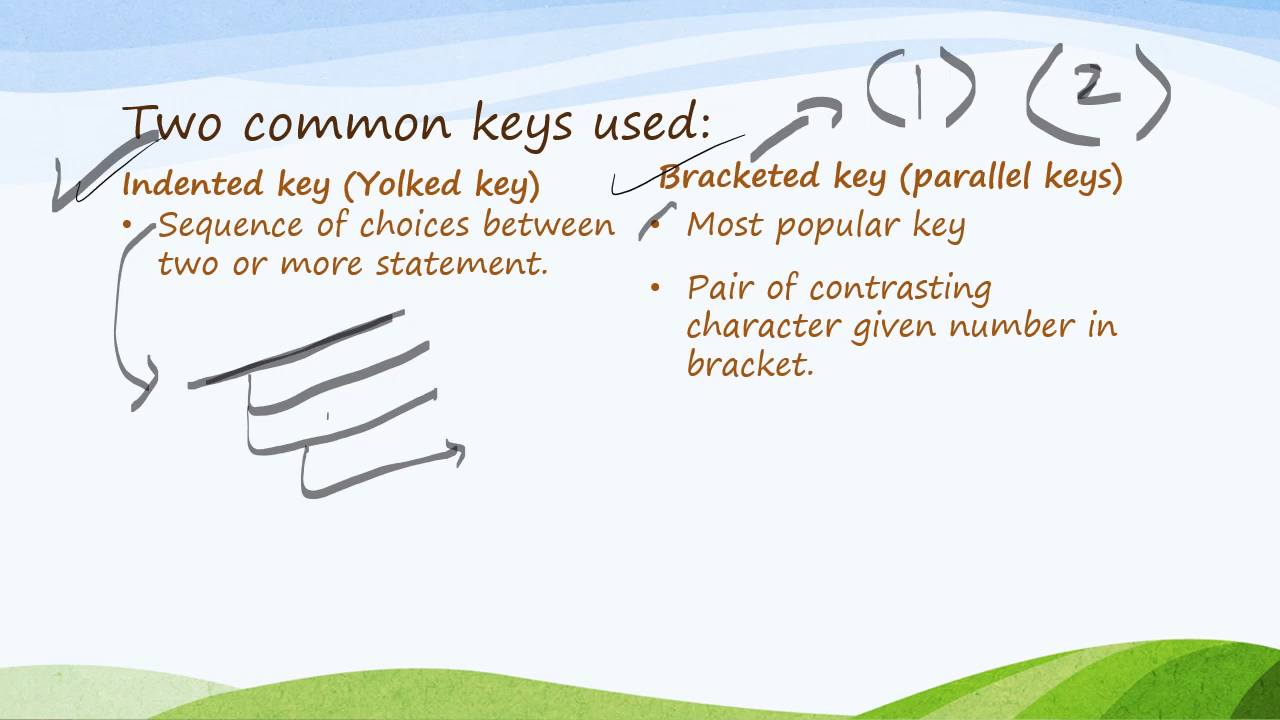 (1) (2)
Two common keys used:
Indented key (Yolked key)
• Sequence of choices between
two or more statement.
Bracketed key (parallel keys)
• Most popular key
• Pair of contrasting
character given number in
bracket.